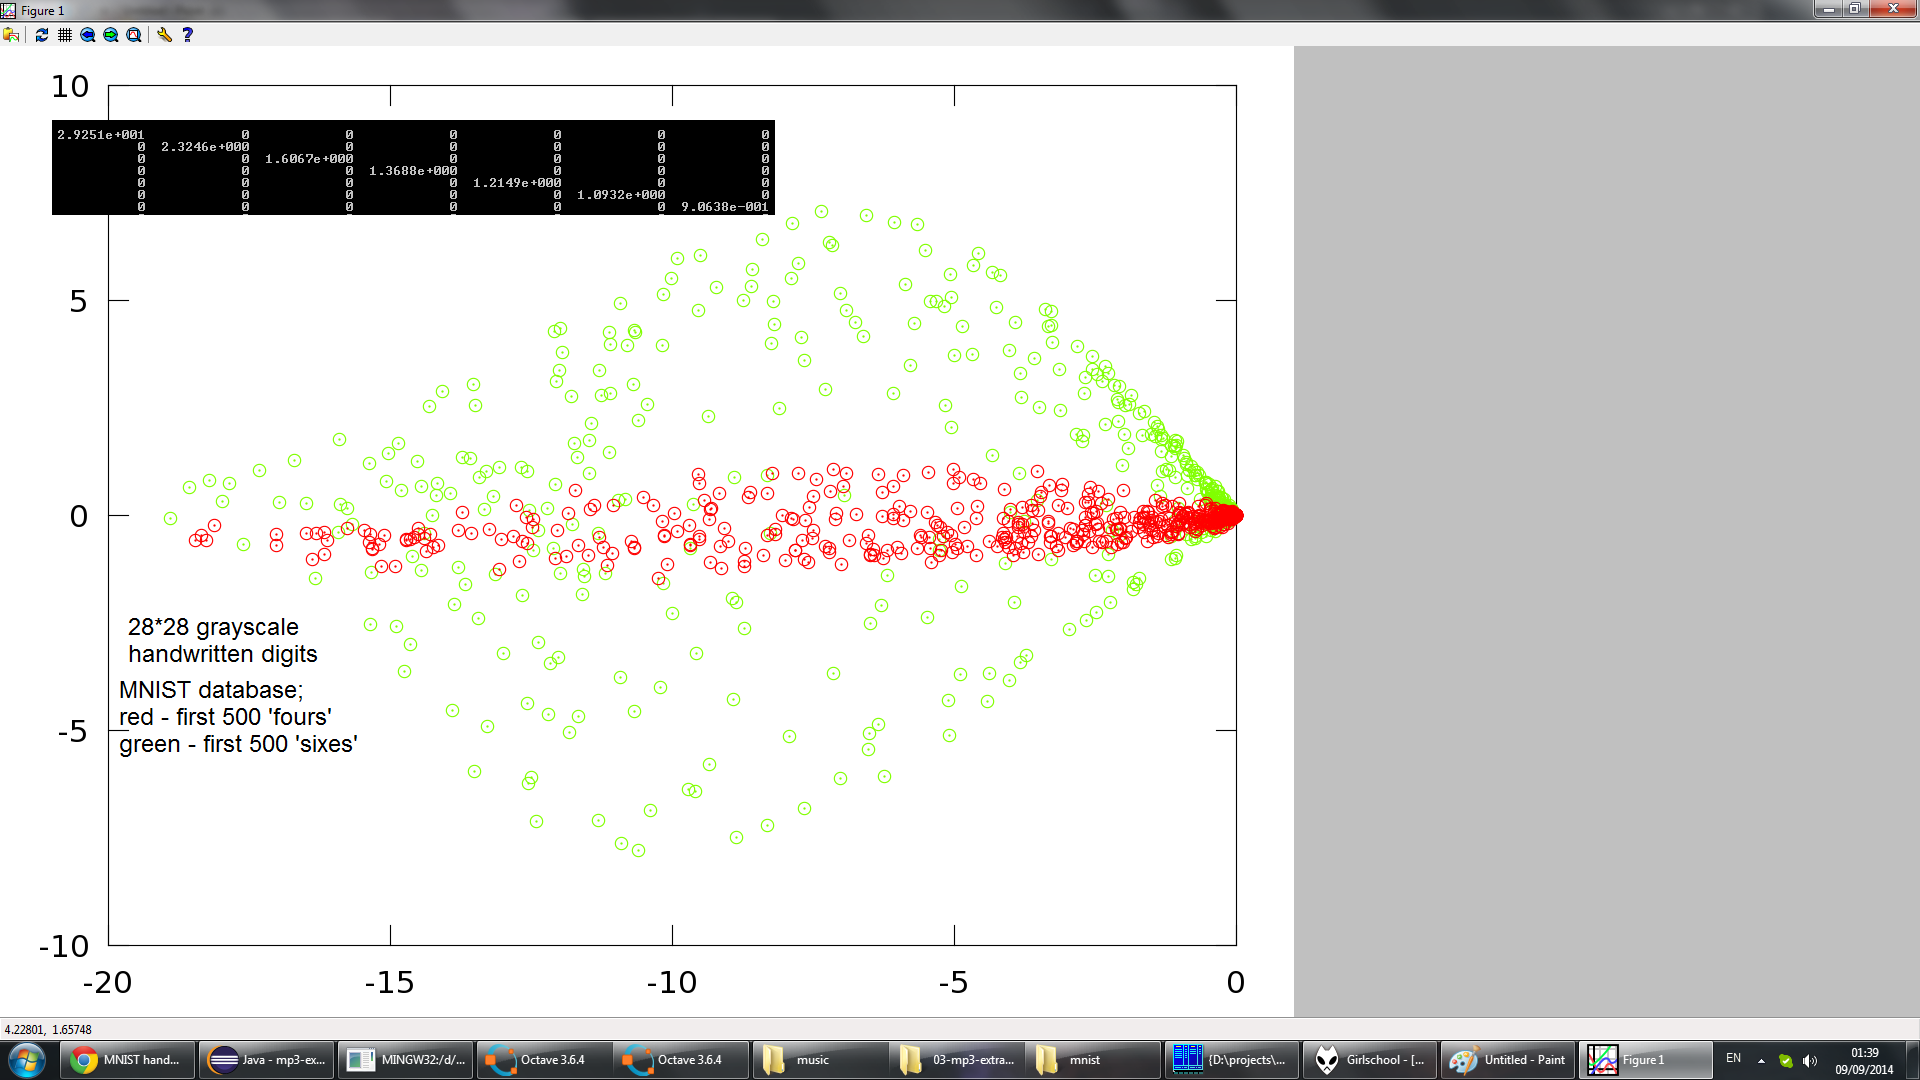 Figure 1
10
2.9251e+001 0 0 0 0 0 0
0 2.3246e+000 0 0 0 0 0
0 0 1.6067e+000 0 0 0 0
0 0 0 1.3688e+000 0 0 0
0 0 0 0 1.2149e+000 0 0
0 0 0 0 0 1.0932e+000 0
0 0 0 0 0 0 9.0638e-001
5
0
28*28 grayscale
handwritten digits
MNIST database;
red - first 500 'fours'
green - first 500 'sixes'
-5
-10
-20 -15 -10 -5 0
4.22801, 1.65748
MNIST hand... Java - mp3-ex... MINGW32:/d/... Octave 3.6.4 Octave 3.6.4 music 03-mp3-extra... mnist {D:\projects\... Girlschool - [... Untitled - Paint Figure 1 EN 01:39
09/09/2014